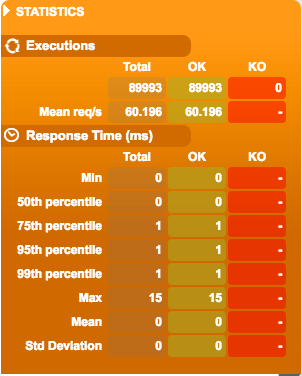 STATISTICS
Executions
Total OK KO
89993 89993 0
Mean req/s 60.196 60.196 -
Response Time (ms)
Total OK KO
Min 0 0 -
50th percentile 0 0 -
75th percentile 1 1 -
95th percentile 1 1 -
99th percentile 1 1 -
Max 15 15 -
Mean 0 0 -
Std Deviation 0 0 -